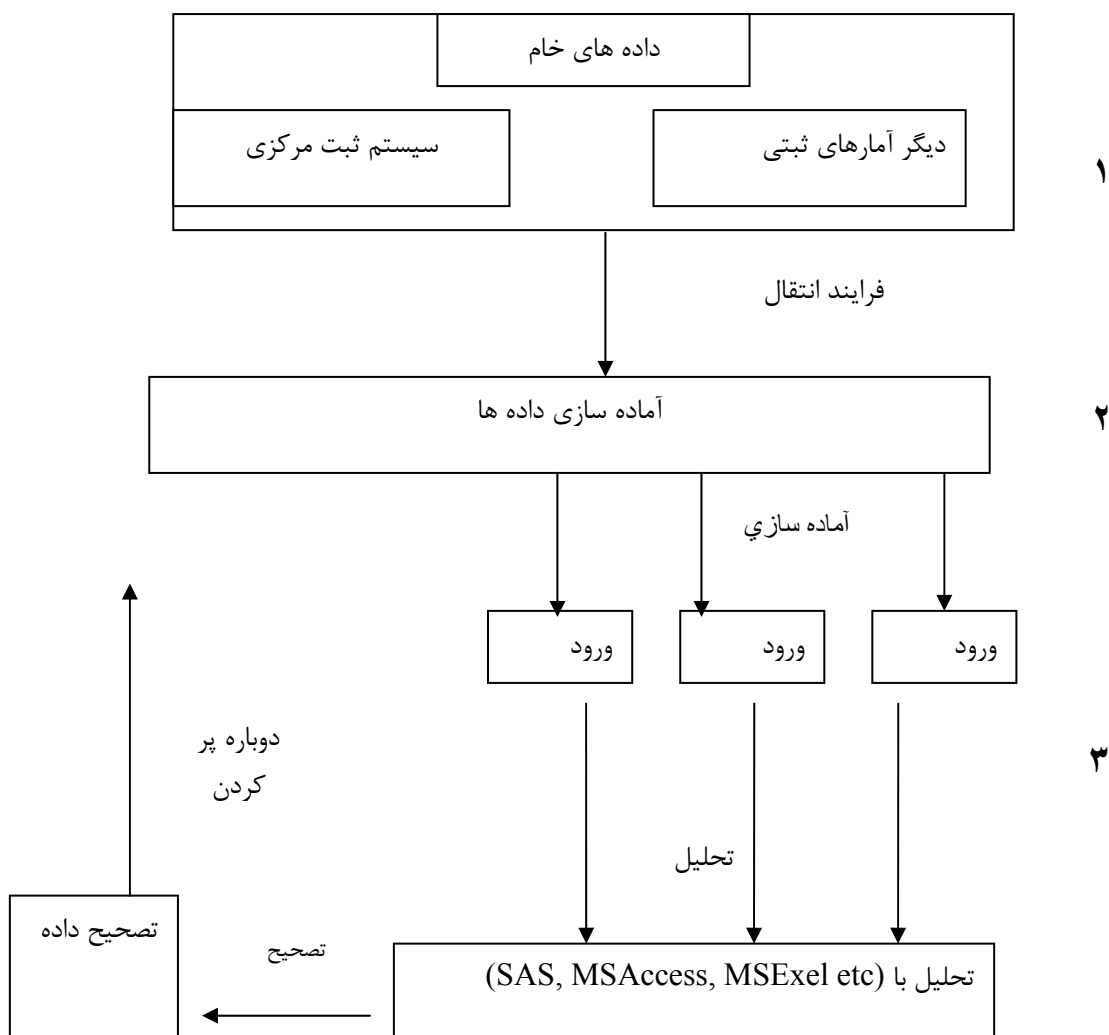 داده های خام
دیگر آمارهای ثبتی
سیستم ثبت مرکزی
۱
فرایند انتقال
آماده سازی داده ها
۲
آماده سازي
ورود
ورود
ورود
۳
دوباره پر
کردن
تحلیل
تصحیح داده
تصحیح
تحلیل با (SAS, MSAccess, MSExel etc)